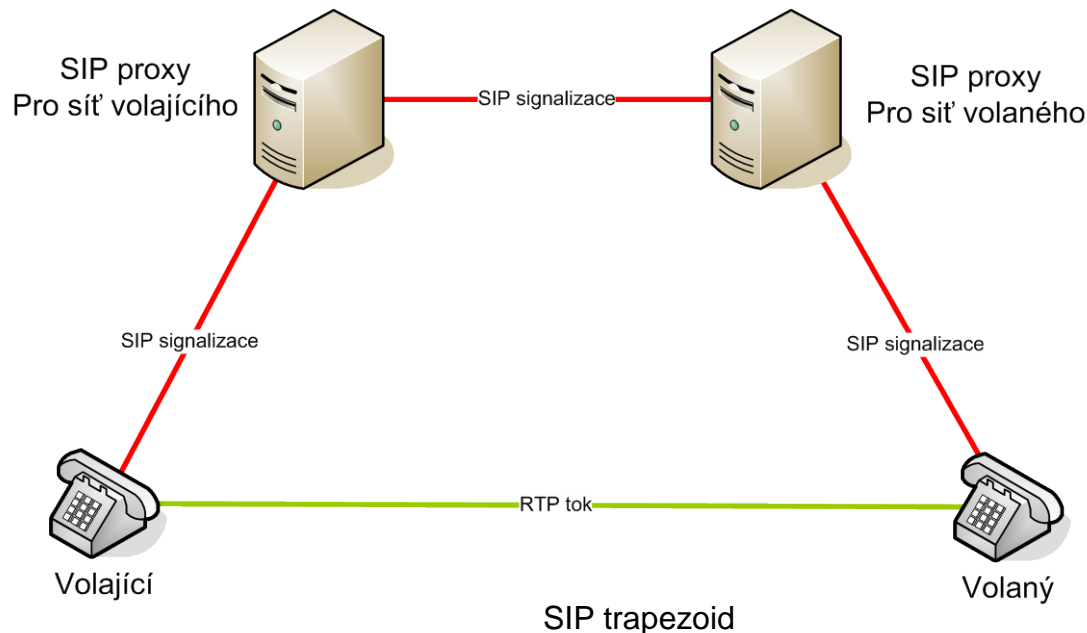 SIP proxy
Pro síť volajícího
SIP signalizace
SIP proxy
Pro siť volaného
SIP signalizace
SIP signalizace
RTP tok
Volající
Volaný
SIP trapezoid